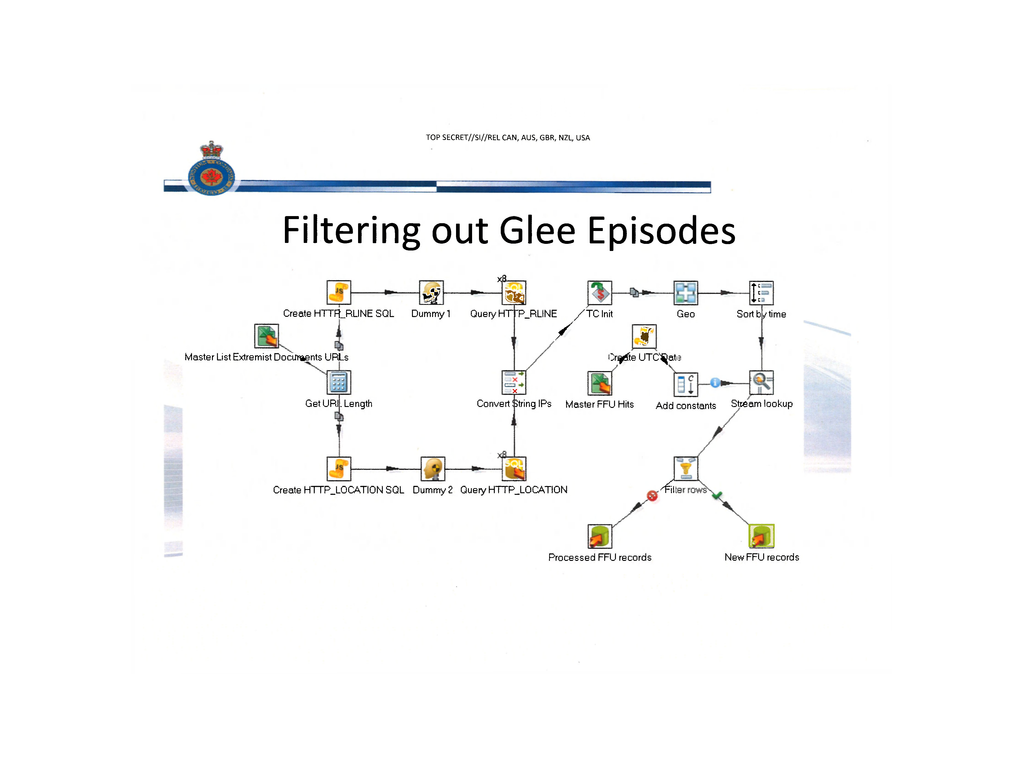 TOP SECRET//SI//REL CAN, AUS, GBR, NZL, USA
Filtering out Glee Episodes
x8
Create HTTP_RLINE SQL
Dummy 1
Query HTTP_RLINE
TC Init
Geo
Sort by time
Master List Extremist Documents URLs
Create UTC Date
Get URL Length
Convert String IPs
Master FFU Hits
Add constants
C
Stream lookup
x8
Create HTTP_LOCATION SQL
Dummy 2
Query HTTP_LOCATION
Filter rows
Processed FFU records
New FFU records